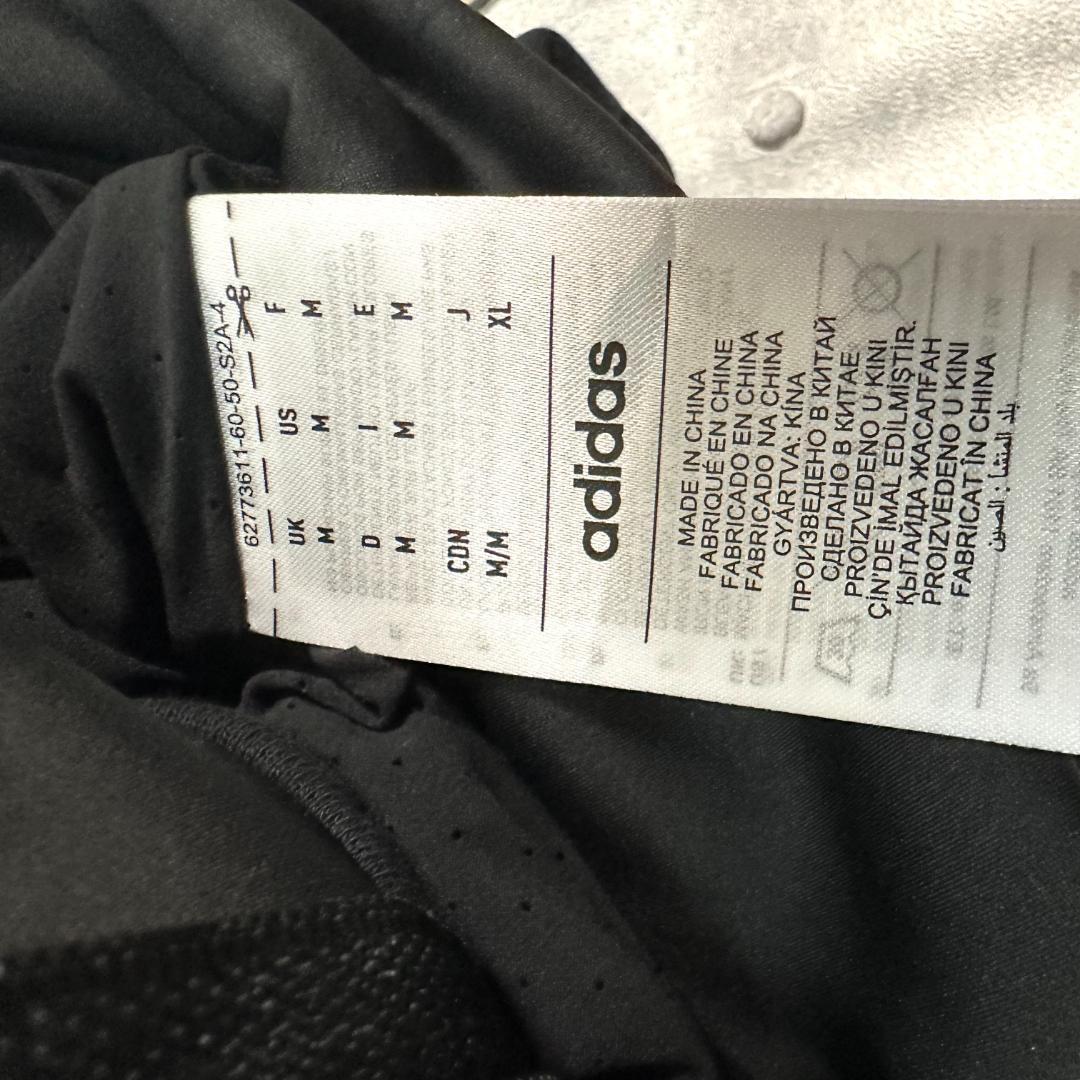 62773611-60-50-S2A-4
UK US F
M M M
D I E
M M M
CDN J
M/M XL
adidas
MADE IN CHINA
FABRIQUÉ EN CHINE
FABRICADO EN CHINA
FABRICADO NA CHINA
GYÁRTVA: KÍNA
ПРОИЗВЕДЕНО В КИТАЙ
СДЕЛАНО В КИТАЕ
PROIZVEDENO U KINI
ÇİN'DE İMAL EDİLMİŞTİR.
ҚЫТАЙДА ЖАСАЛҒАН
PROIZVEDENO U KINI
FABRICAT ÎN CHINA
بلد المنشأ : الصين